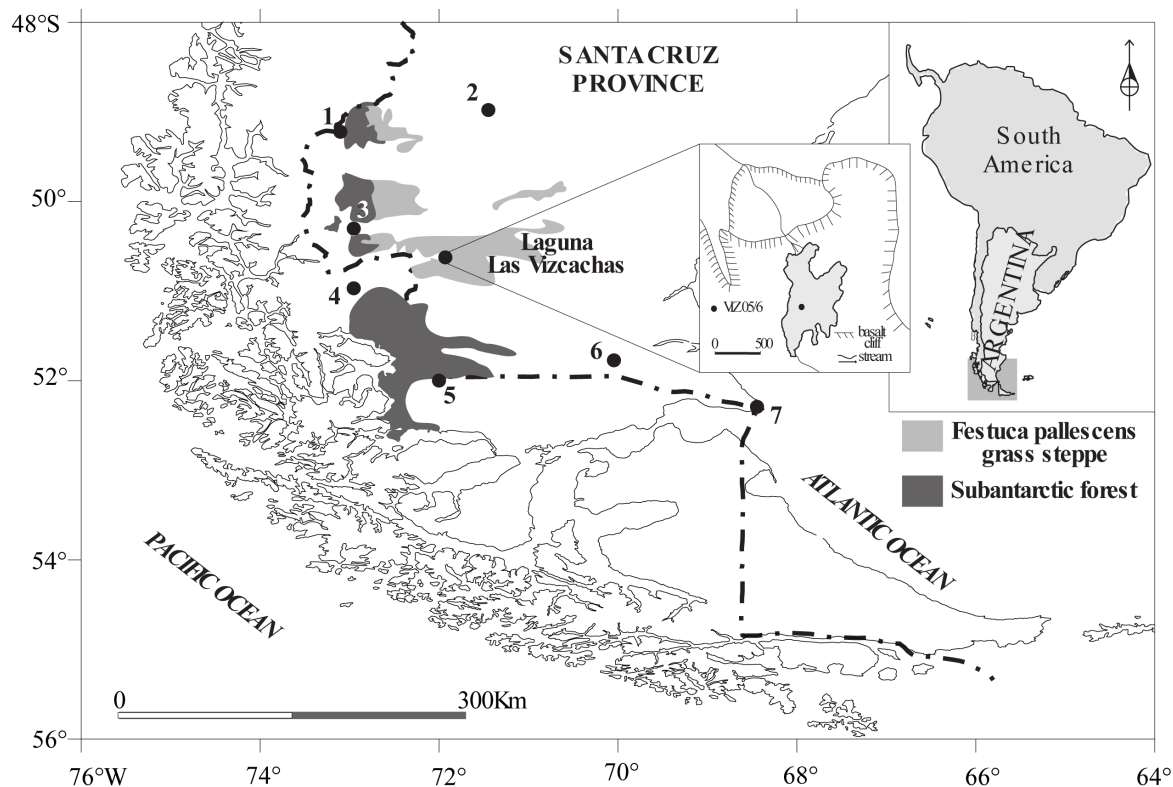 48°S
SANTA CRUZ
PROVINCE
2
1
South
America
50°
3
Laguna
Las Vizcachas
4
VIZ.05/6
0 500
basalt
cliff
stream
ARGENTINA
6
52°
5
7
Festuca pallescens
grass steppe
Subantarctic forest
ATLANTIC OCEAN
PACIFIC OCEAN
54°
0 300Km
56°
76°W 74° 72° 70° 68° 66° 64°